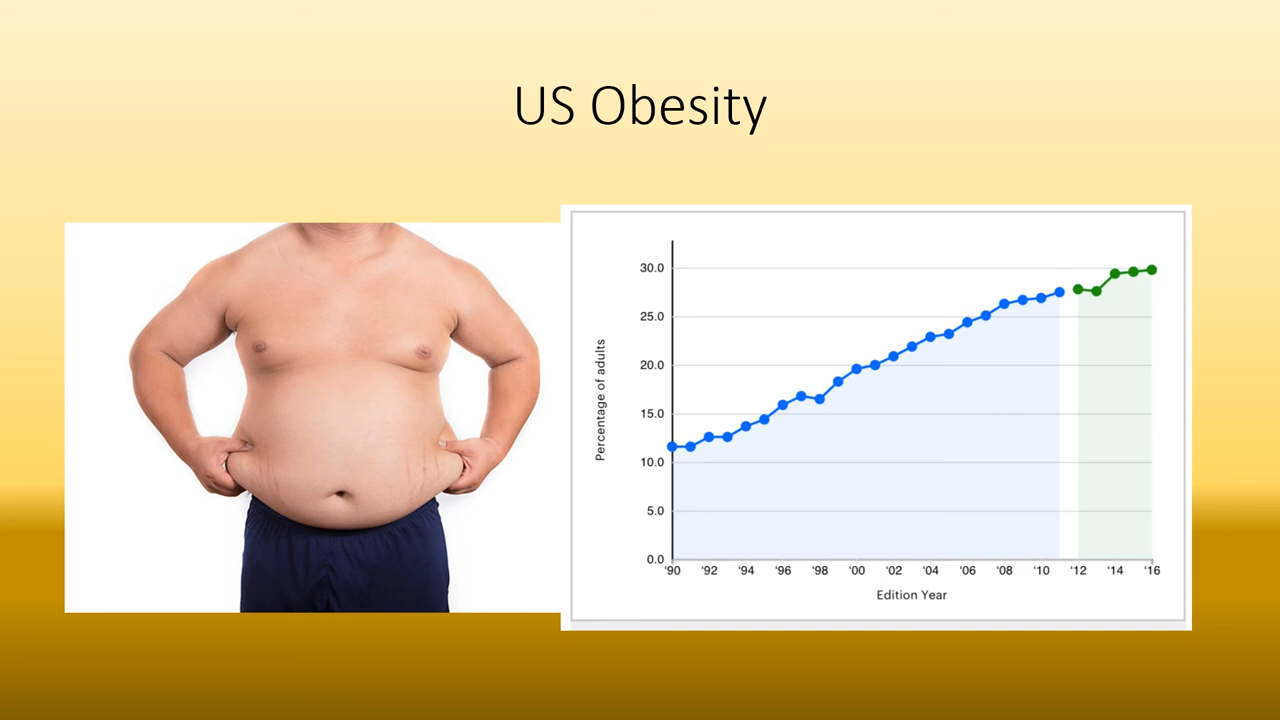 US Obesity
30.0
25.0
20.0
15.0
10.0
5.0
0.0
Percentage of adults
'90 '92 '94 '96 '98 '00 '02 '04 '06 '08 '10 '12 '14 '16
Edition Year